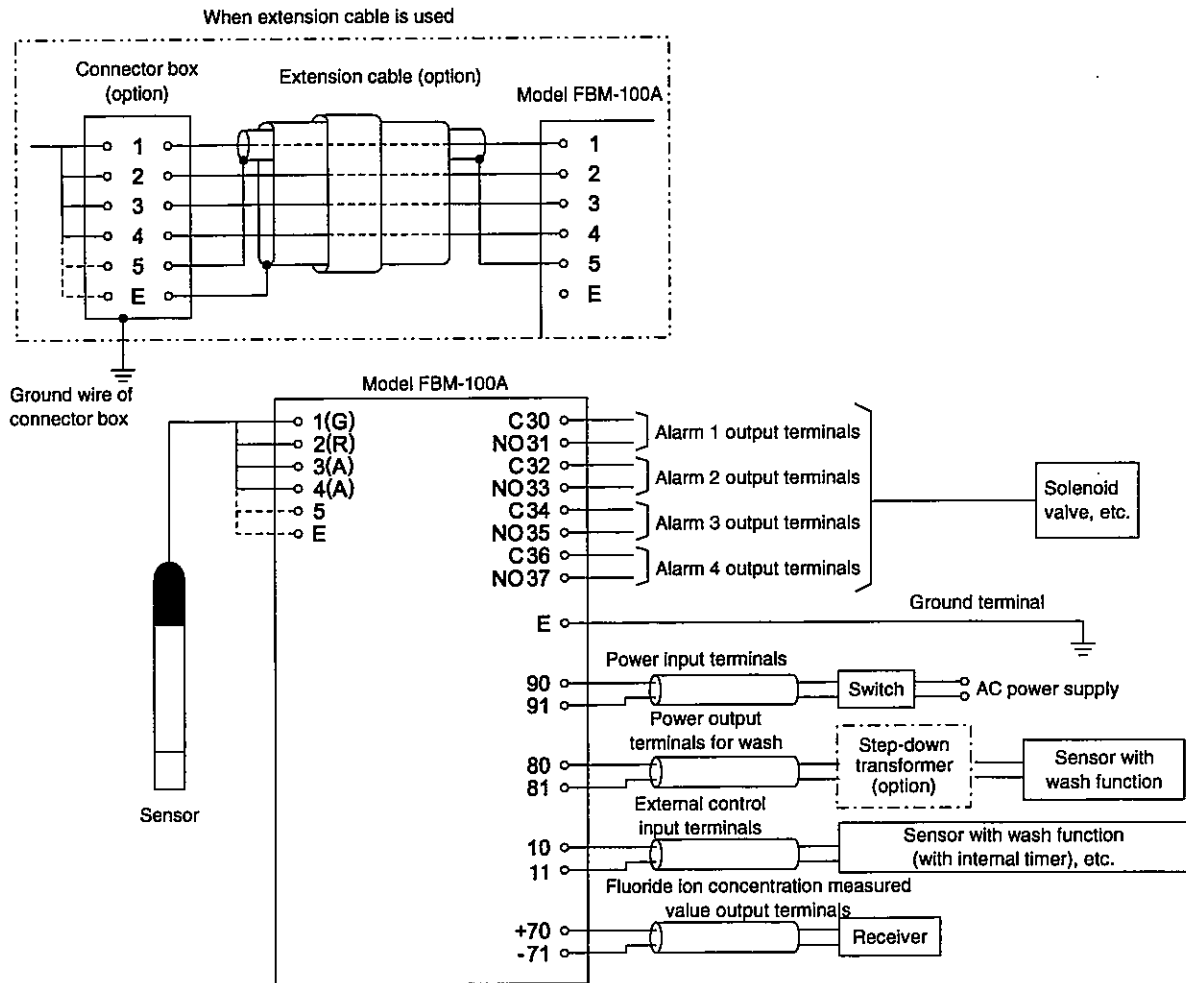 When extension cable is used
Connector box
(option)
Extension cable (option)
Model FBM-100A
1 1
2 2
3 3
4 4
5 5
E E
Ground wire of
connector box
Model FBM-100A
1(G)
2(R)
3(A)
4(A)
5
E
Sensor
C30
NO31
Alarm 1 output terminals
C32
NO33
Alarm 2 output terminals
C34
NO35
Alarm 3 output terminals
C36
NO37
Alarm 4 output terminals
Solenoid
valve, etc.
E
Ground terminal
Power input terminals
90
91
Switch
AC power supply
Power output
terminals for wash
80
81
Step-down
transformer
(option)
Sensor with
wash function
External control
input terminals
10
11
Sensor with wash function
(with internal timer), etc.
Fluoride ion concentration measured
value output terminals
+70
-71
Receiver